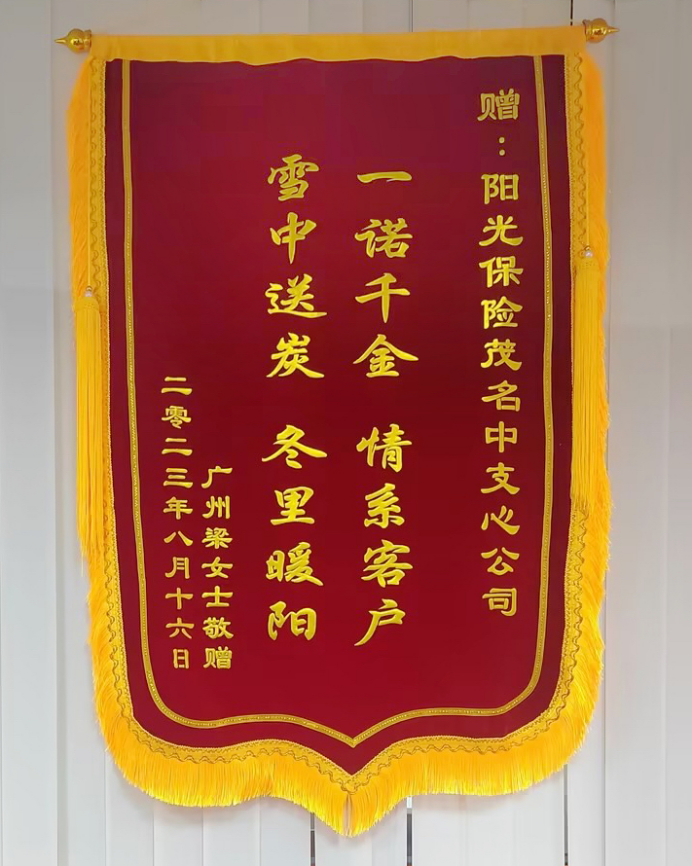 赠：阳光保险茂名中支心公司
一诺千金 情系客户
雪中送炭 冬里暖阳
广州梁女士敬赠
二零二三年八月十六日